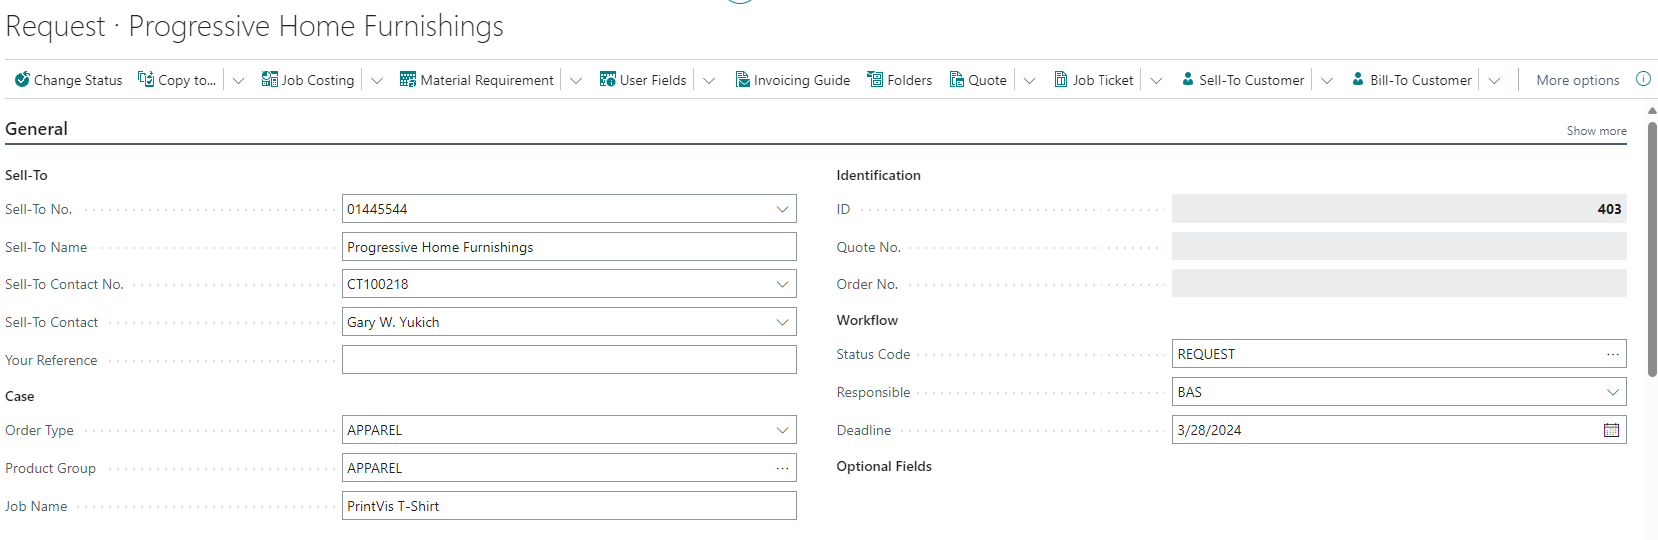 Request · Progressive Home Furnishings
Change Status Copy to... Job Costing Material Requirement User Fields Invoicing Guide Folders Quote Job Ticket Sell-To Customer Bill-To Customer More options
General
Show more
Sell-To
Sell-To No. 01445544
Sell-To Name Progressive Home Furnishings
Sell-To Contact No. CT100218
Sell-To Contact Gary W. Yukich
Your Reference
Case
Order Type APPAREL
Product Group APPAREL
Job Name PrintVis T-Shirt
Identification
ID 403
Quote No.
Order No.
Workflow
Status Code REQUEST
Responsible BAS
Deadline 3/28/2024
Optional Fields